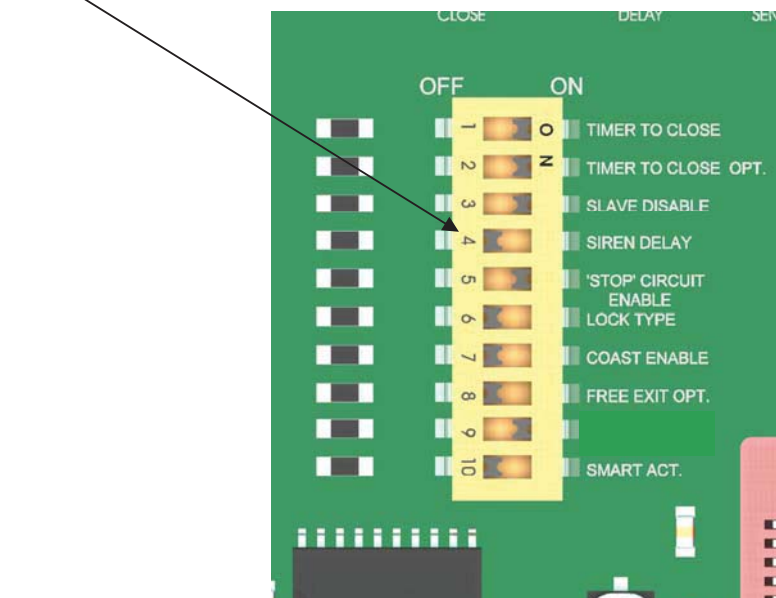 CLOSE DELAY SEN
OFF ON
1 O TIMER TO CLOSE
2 N TIMER TO CLOSE OPT.
3 SLAVE DISABLE
4 SIREN DELAY
5 'STOP' CIRCUIT
ENABLE
6 LOCK TYPE
7 COAST ENABLE
8 FREE EXIT OPT.
9
10 SMART ACT.